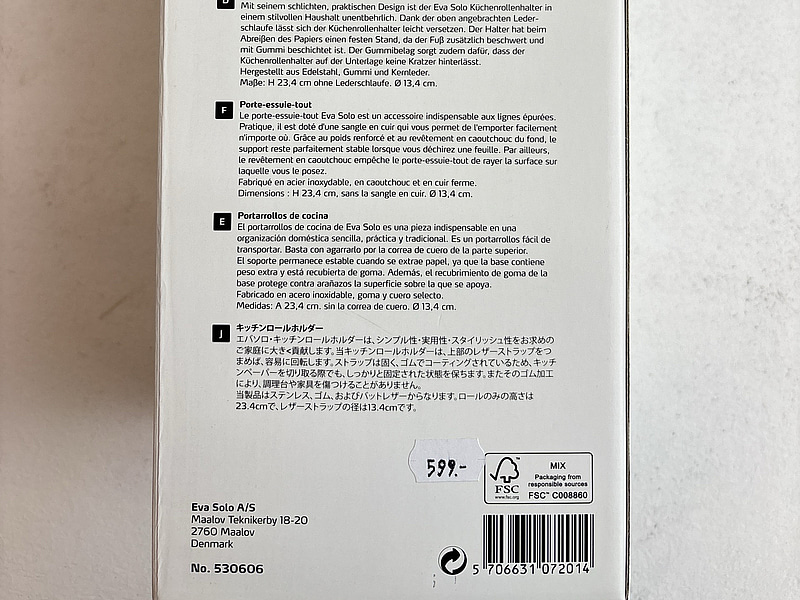 D
Mit seinem schlichten, praktischen Design ist der Eva Solo Küchenrollenhalter in
einem stilvollen Haushalt unentbehrlich. Dank der oben angebrachten Leder-
schlaufe lässt sich der Küchenrollenhalter leicht versetzen. Der Halter hat beim
Abreißen des Papiers einen festen Stand, da der Fuß zusätzlich beschwert und
mit Gummi beschichtet ist. Der Gummibelag sorgt zudem dafür, dass der
Küchenrollenhalter auf der Unterlage keine Kratzer hinterlässt.
Hergestellt aus Edelstahl, Gummi und Kernleder.
Maße: H 23,4 cm ohne Lederschlaufe. Ø 13,4 cm.
F
Porte-essuie-tout
Le porte-essuie-tout Eva Solo est un accessoire indispensable aux lignes épurées.
Pratique, il est doté d'une sangle en cuir qui vous permet de l'emporter facilement
n'importe où. Grâce au poids renforcé et au revêtement en caoutchouc du fond, le
support reste parfaitement stable lorsque vous déchirez une feuille. Par ailleurs,
le revêtement en caoutchouc empêche le porte-essuie-tout de rayer la surface sur
laquelle vous le posez.
Fabriqué en acier inoxydable, en caoutchouc et en cuir ferme.
Dimensions : H 23,4 cm, sans la sangle en cuir. Ø 13,4 cm.
E
Portarrollos de cocina
El portarrollos de cocina de Eva Solo es una pieza indispensable en una
organización doméstica sencilla, práctica y tradicional. Es un portarrollos fácil de
transportar. Basta con agarrarlo por la correa de cuero de la parte superior.
El soporte permanece estable cuando se extrae papel, ya que la base contiene
peso extra y está recubierta de goma. Además, el recubrimiento de goma de la
base protege contra arañazos la superficie sobre la que se apoya.
Fabricado en acero inoxidable, goma y cuero selecto.
Medidas: A 23,4 cm. sin la correa de cuero. Ø 13,4 cm.
J
キッチンロールホルダー
エバソロ・キッチンロールホルダーは、シンプル性・実用性・スタイリッシュ性をお求めの
ご家庭に大き<貢献します。当キッチンロールホルダーは、上部のレザーストラップをつ
まめば、容易に回転します。ストラップは固く、ゴムでコーティングされているため、キッチ
ンペーパーを切り取る際でも、しっかりと固定された状態を保ちます。またそのゴム加工
により、調理台や家具を傷つけることがありません。
当製品はステンレス、ゴム、およびバットレザーからなります。ロールのみの高さは
23.4cmで、レザーストラップの径は13.4cmです。
599.-
FSC
www.fsc.org
MIX
Packaging from
responsible sources
FSC™ C008860
Eva Solo A/S
Maaløv Teknikerby 18-20
2760 Maaløv
Denmark
No. 530606
5 706631 072014